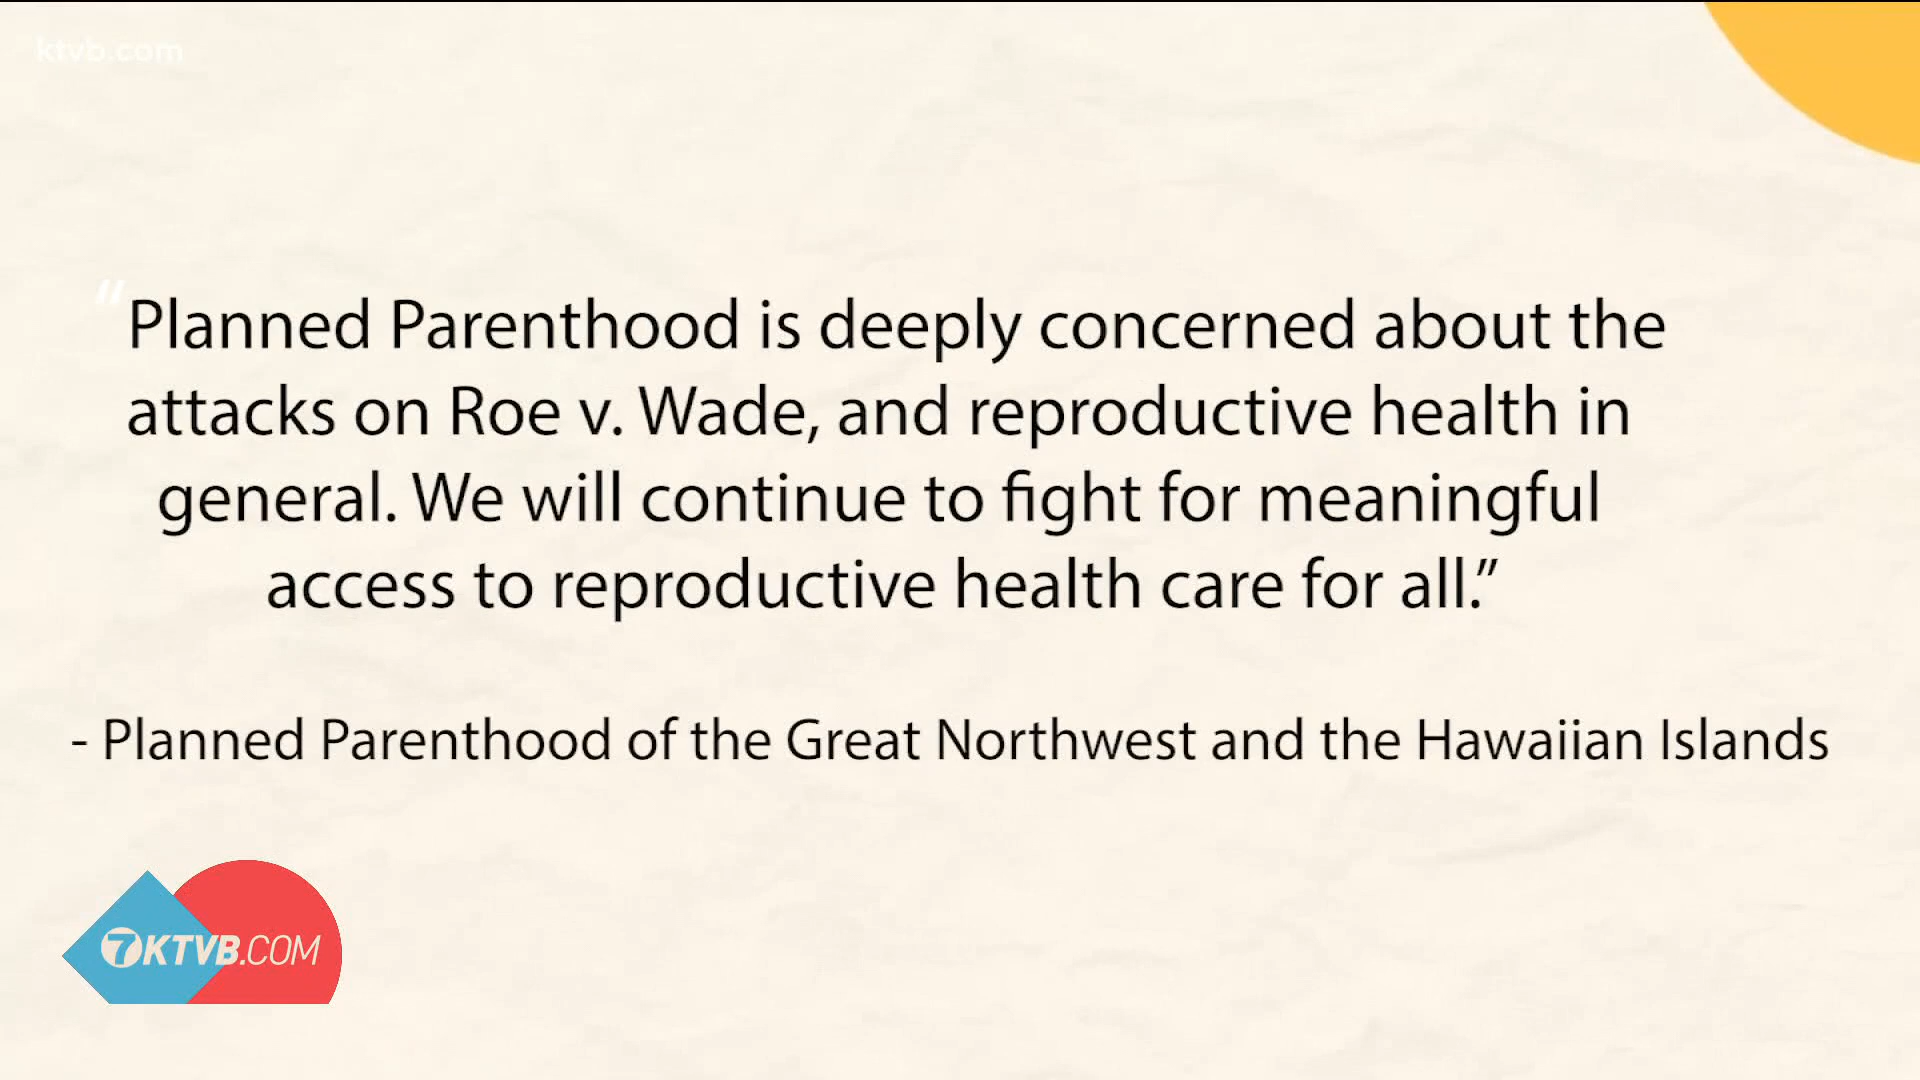 ktvb.com
“Planned Parenthood is deeply concerned about the
attacks on Roe v. Wade, and reproductive health in
general. We will continue to fight for meaningful
access to reproductive health care for all.”
- Planned Parenthood of the Great Northwest and the Hawaiian Islands
7KTVB.COM